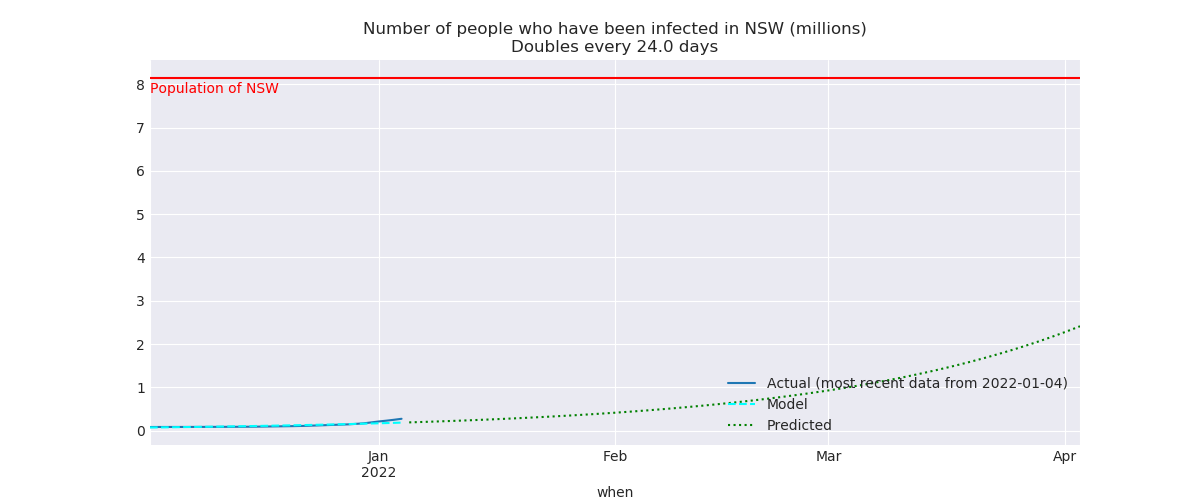 Number of people who have been infected in NSW (millions)
Doubles every 24.0 days
8
Population of NSW
7
6
5
4
3
2
1
0
Actual (most recent data from 2022-01-04)
Model
Predicted
Jan
2022
Feb
Mar
Apr
when